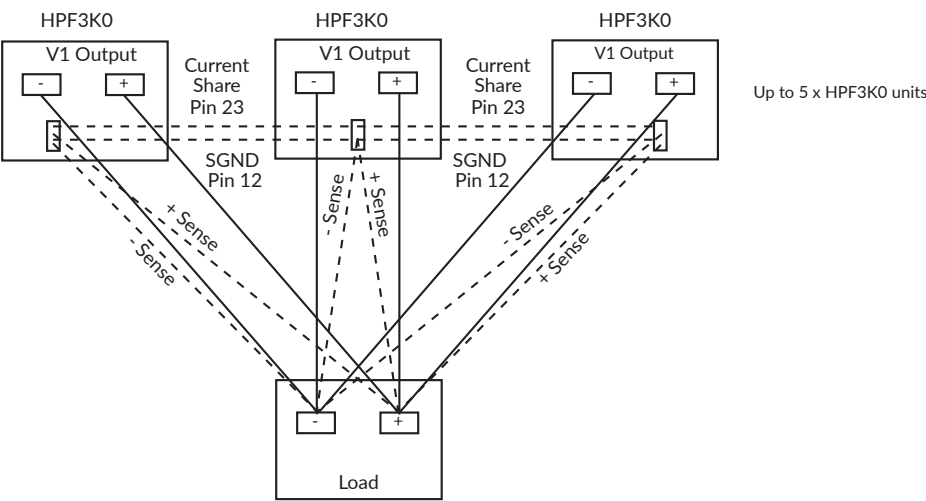 HPF3K0
HPF3K0
HPF3K0
V1 Output
- +
Current
Share
Pin 23
V1 Output
- +
Current
Share
Pin 23
V1 Output
- +
Up to 5 x HPF3K0 units
SGND
Pin 12
SGND
Pin 12
+ Sense
- Sense
- Sense
+ Sense
- Sense
+ Sense
- +
Load